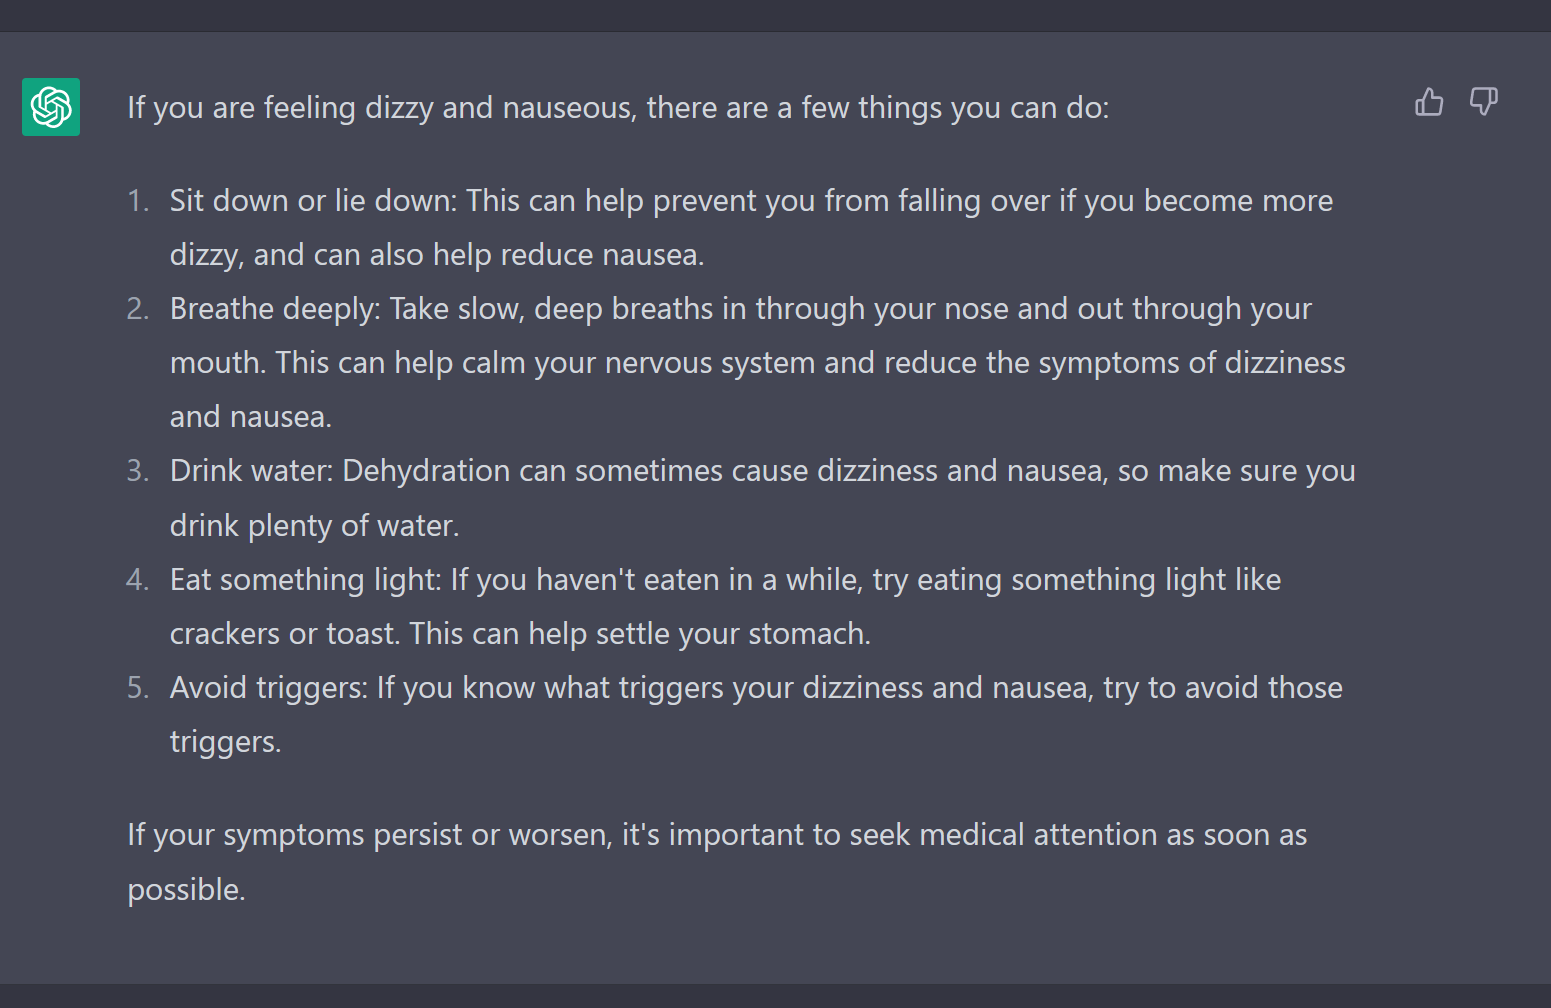 If you are feeling dizzy and nauseous, there are a few things you can do:
1. Sit down or lie down: This can help prevent you from falling over if you become more
dizzy, and can also help reduce nausea.
2. Breathe deeply: Take slow, deep breaths in through your nose and out through your
mouth. This can help calm your nervous system and reduce the symptoms of dizziness
and nausea.
3. Drink water: Dehydration can sometimes cause dizziness and nausea, so make sure you
drink plenty of water.
4. Eat something light: If you haven't eaten in a while, try eating something light like
crackers or toast. This can help settle your stomach.
5. Avoid triggers: If you know what triggers your dizziness and nausea, try to avoid those
triggers.
If your symptoms persist or worsen, it's important to seek medical attention as soon as
possible.